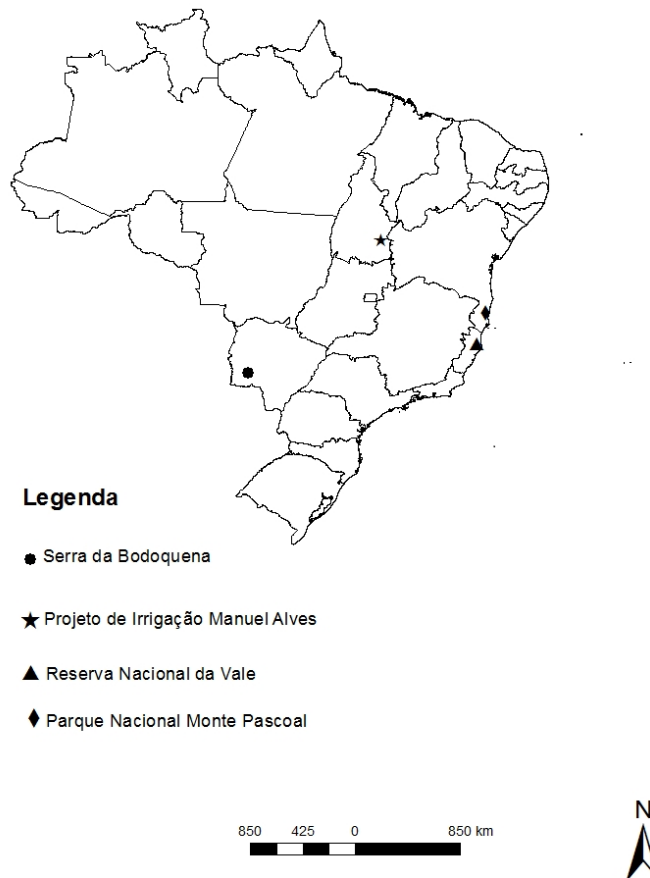 Legenda
Serra da Bodoquena
Projeto de Irrigação Manuel Alves
Reserva Nacional da Vale
Parque Nacional Monte Pascoal
850 425 0 850 km
N